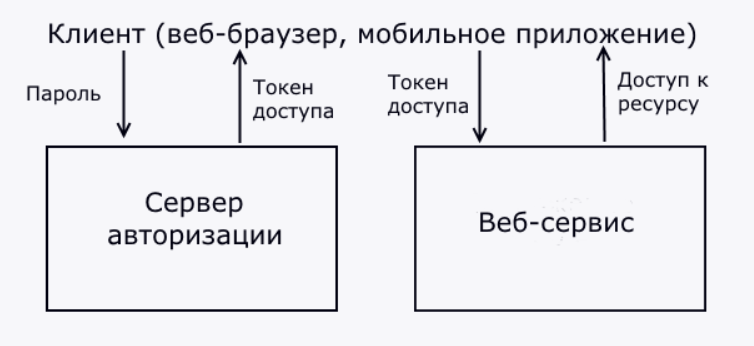 Клиент (веб-браузер, мобильное приложение)
Пароль
Токен
доступа
Токен
доступа
Доступ к
ресурсу
Сервер
авторизации
Веб-сервис